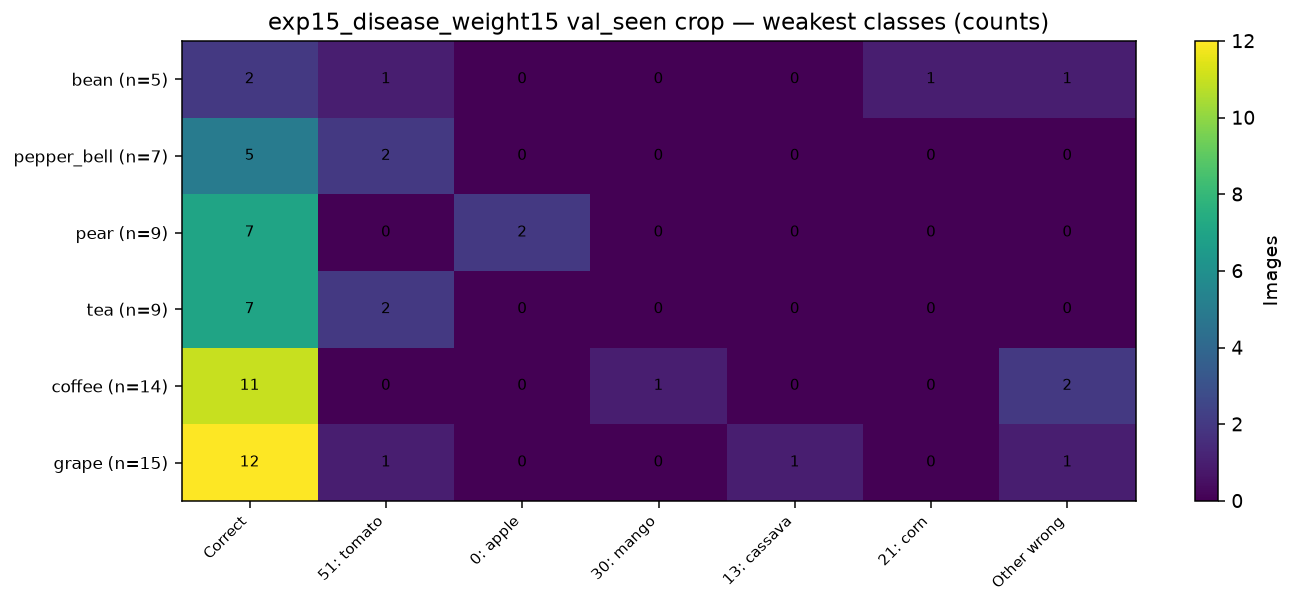 exp15_disease_weight15 val_seen crop — weakest classes (counts)
bean (n=5) 2 1 0 0 0 1 1
pepper_bell (n=7) 5 2 0 0 0 0 0
pear (n=9) 7 0 2 0 0 0 0
tea (n=9) 7 2 0 0 0 0 0
coffee (n=14) 11 0 0 1 0 0 2
grape (n=15) 12 1 0 0 1 0 1
Correct
51: tomato
0: apple
30: mango
13: cassava
21: corn
Other wrong
12
10
8
6
4
2
0
Images